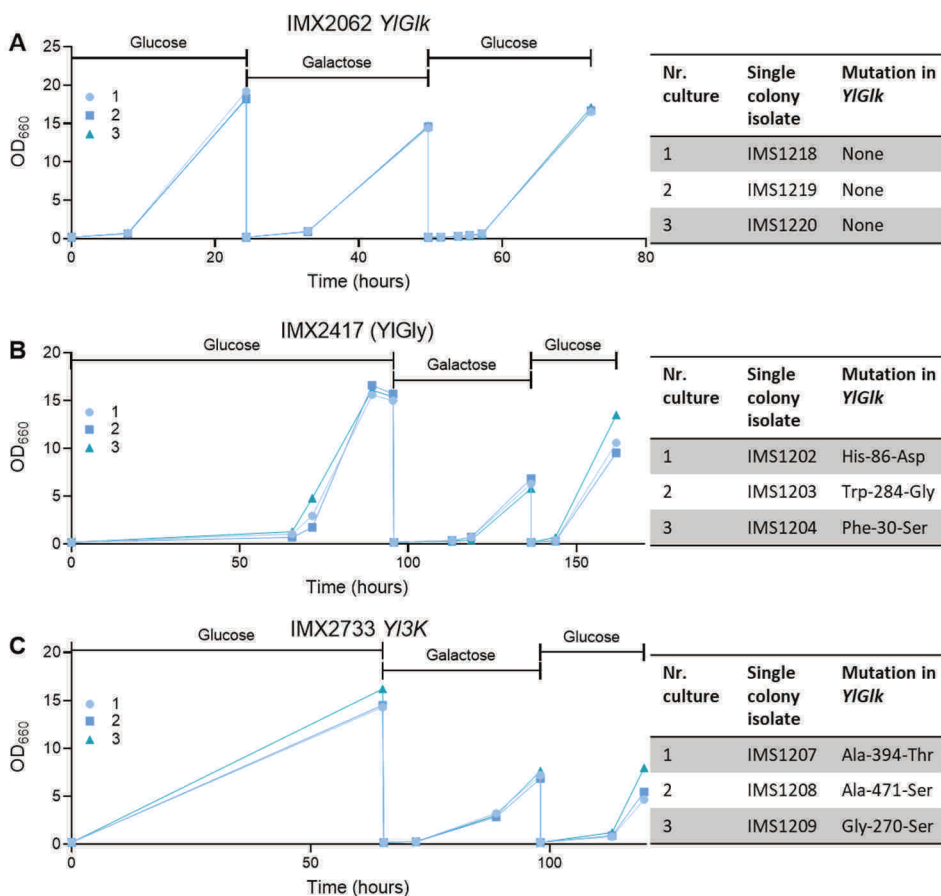 A
IMX2062 YlGlk
Glucose
Galactose
Glucose
25
20
15
10
5
0
OD660
1
2
3
0
20
40
60
80
Time (hours)
Nr. culture Single colony isolate Mutation in YlGlk
1 IMS1218 None
2 IMS1219 None
3 IMS1220 None
B
IMX2417 (YlGly)
Glucose
Galactose
Glucose
20
15
10
5
0
OD660
1
2
3
0
50
100
150
Time (hours)
Nr. culture Single colony isolate Mutation in YlGlk
1 IMS1202 His-86-Asp
2 IMS1203 Trp-284-Gly
3 IMS1204 Phe-30-Ser
C
IMX2733 Yl3K
Glucose
Galactose
Glucose
20
15
10
5
0
OD660
1
2
3
0
50
100
Time (hours)
Nr. culture Single colony isolate Mutation in YlGlk
1 IMS1207 Ala-394-Thr
2 IMS1208 Ala-471-Ser
3 IMS1209 Gly-270-Ser